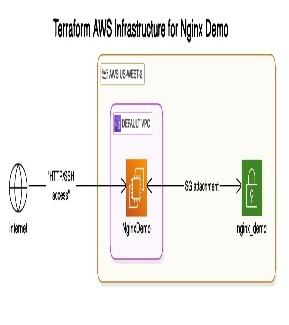 Terraform AWS Infrastructure for Nginx Demo
AWS US-WEST-2
DEFAULT VPC
"HTTP/SSH
access"
SG attachment
Internet
NginxDemo
nginx_demo